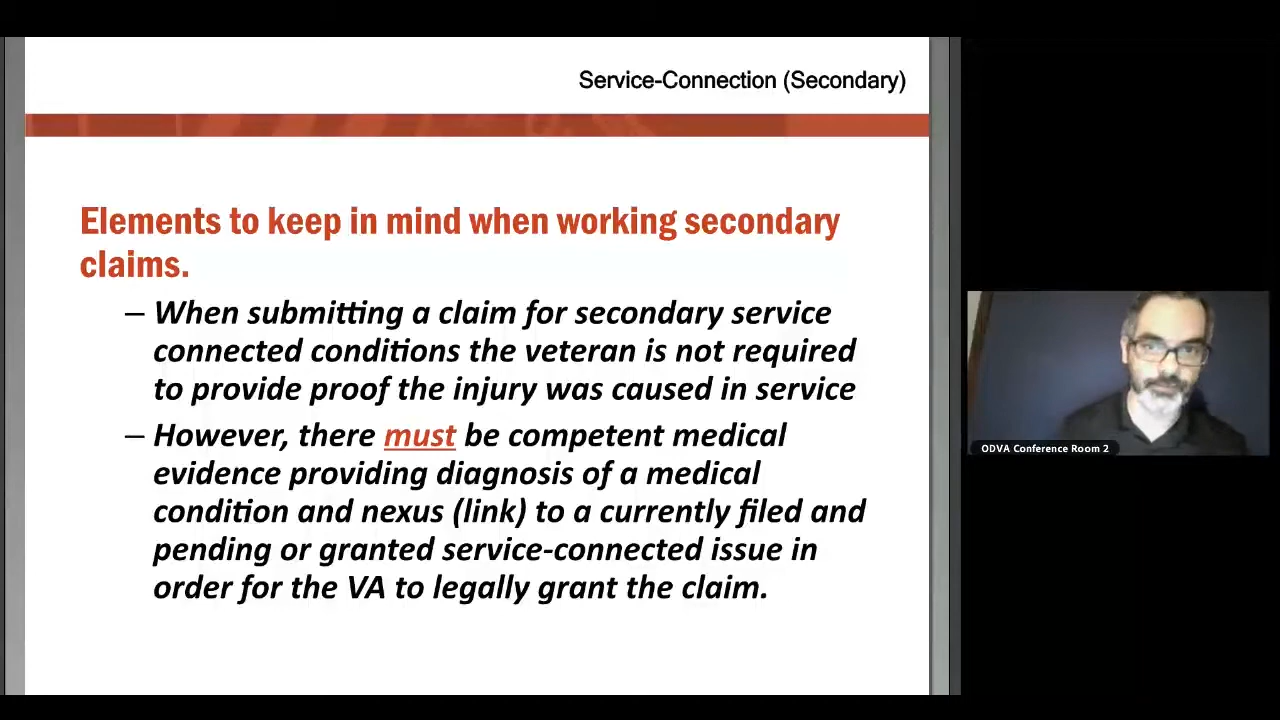 Service-Connection (Secondary)
Elements to keep in mind when working secondary
claims.
– When submitting a claim for secondary service
connected conditions the veteran is not required
to provide proof the injury was caused in service
– However, there must be competent medical
evidence providing diagnosis of a medical
condition and nexus (link) to a currently filed and
pending or granted service-connected issue in
order for the VA to legally grant the claim.
ODVA Conference Room 2